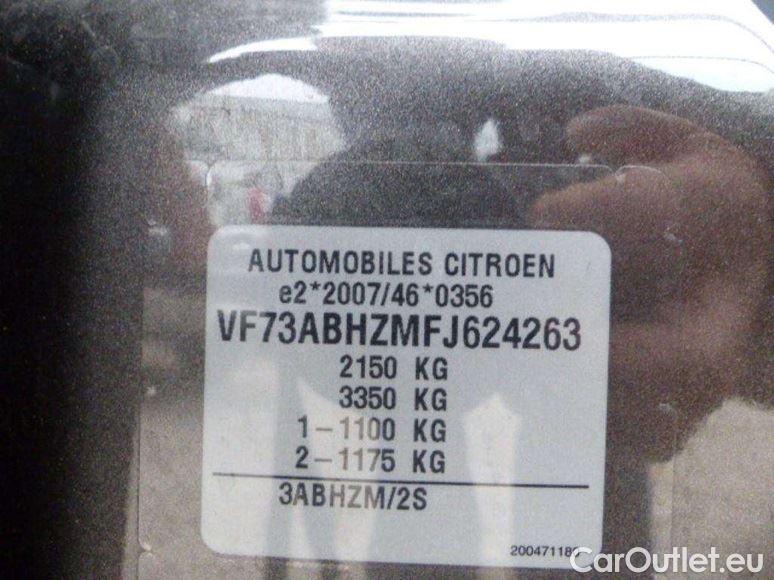 AUTOMOBILES CITROEN
e2*2007/46*0356
VF73ABHZMFJ624263
2150 KG
3350 KG
1-1100 KG
2-1175 KG
3ABHZM/2S
200471180
CarOutlet.eu